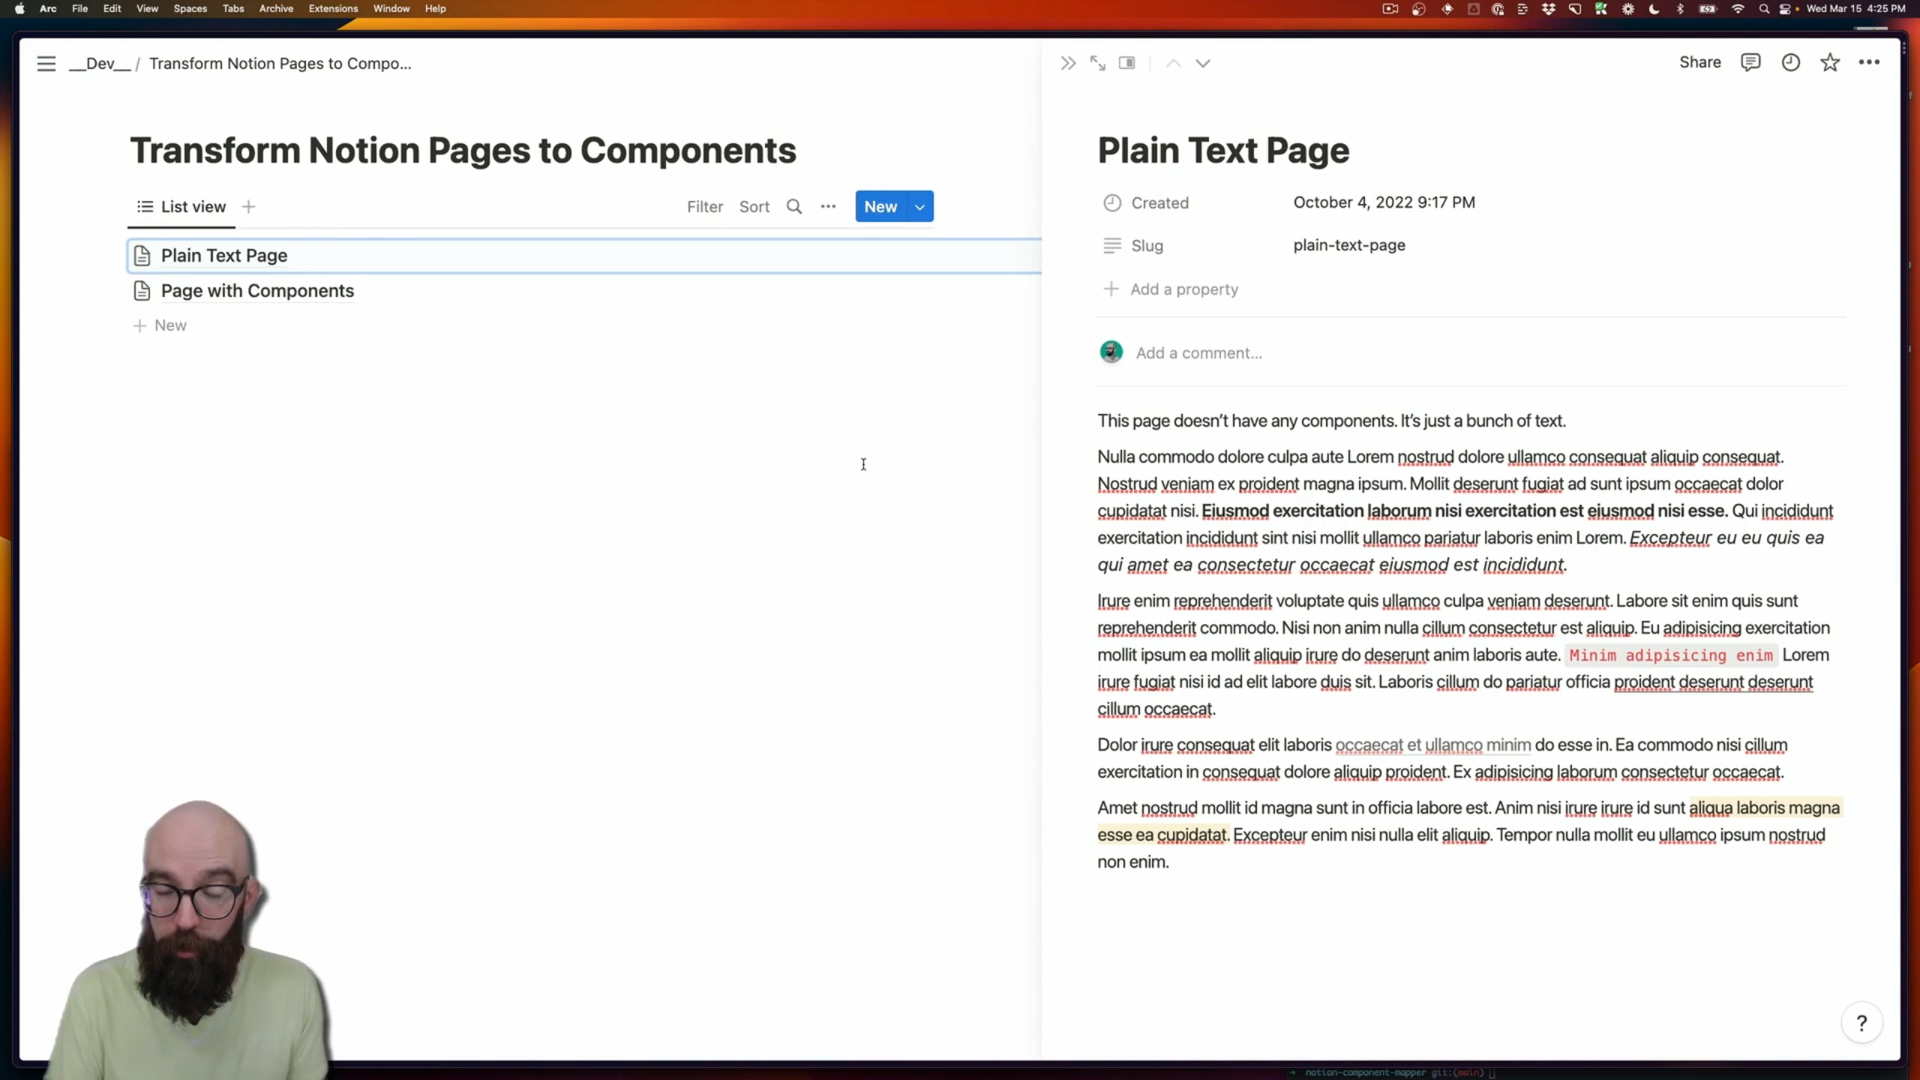 Arc File Edit View Spaces Tabs Archive Extensions Window Help
Wed Mar 15 4:25 PM
__Dev__ / Transform Notion Pages to Compo...
Share
Transform Notion Pages to Components
List view
Filter Sort
New
Plain Text Page
Page with Components
New
Plain Text Page
Created October 4, 2022 9:17 PM
Slug plain-text-page
Add a property
Add a comment...
This page doesn’t have any components. It’s just a bunch of text.
Nulla commodo dolore culpa aute Lorem nostrud dolore ullamco consequat aliquip consequat.
Nostrud veniam ex proident magna ipsum. Mollit deserunt fugiat ad sunt ipsum occaecat dolor
cupidatat nisi. Eiusmod exercitation laborum nisi exercitation est eiusmod nisi esse. Qui incididunt
exercitation incididunt sint nisi mollit ullamco pariatur laboris enim Lorem. Excepteur eu eu quis ea
qui amet ea consectetur occaecat eiusmod est incididunt.
Irure enim reprehenderit voluptate quis ullamco culpa veniam deserunt. Labore sit enim quis sunt
reprehenderit commodo. Nisi non anim nulla cillum consectetur est aliquip. Eu adipisicing exercitation
mollit ipsum ea mollit aliquip irure do deserunt anim laboris aute. Minim adipisicing enim Lorem
irure fugiat nisi id ad elit labore duis sit. Laboris cillum do pariatur officia proident deserunt deserunt
cillum occaecat.
Dolor irure consequat elit laboris occaecat et ullamco minim do esse in. Ea commodo nisi cillum
exercitation in consequat dolore aliquip proident. Ex adipisicing laborum consectetur occaecat.
Amet nostrud mollit id magna sunt in officia labore est. Anim nisi irure irure id sunt aliqua laboris magna
esse ea cupidatat. Excepteur enim nisi nulla elit aliquip. Tempor nulla mollit eu ullamco ipsum nostrud
non enim.
?
notion-component-mapper git:(main)